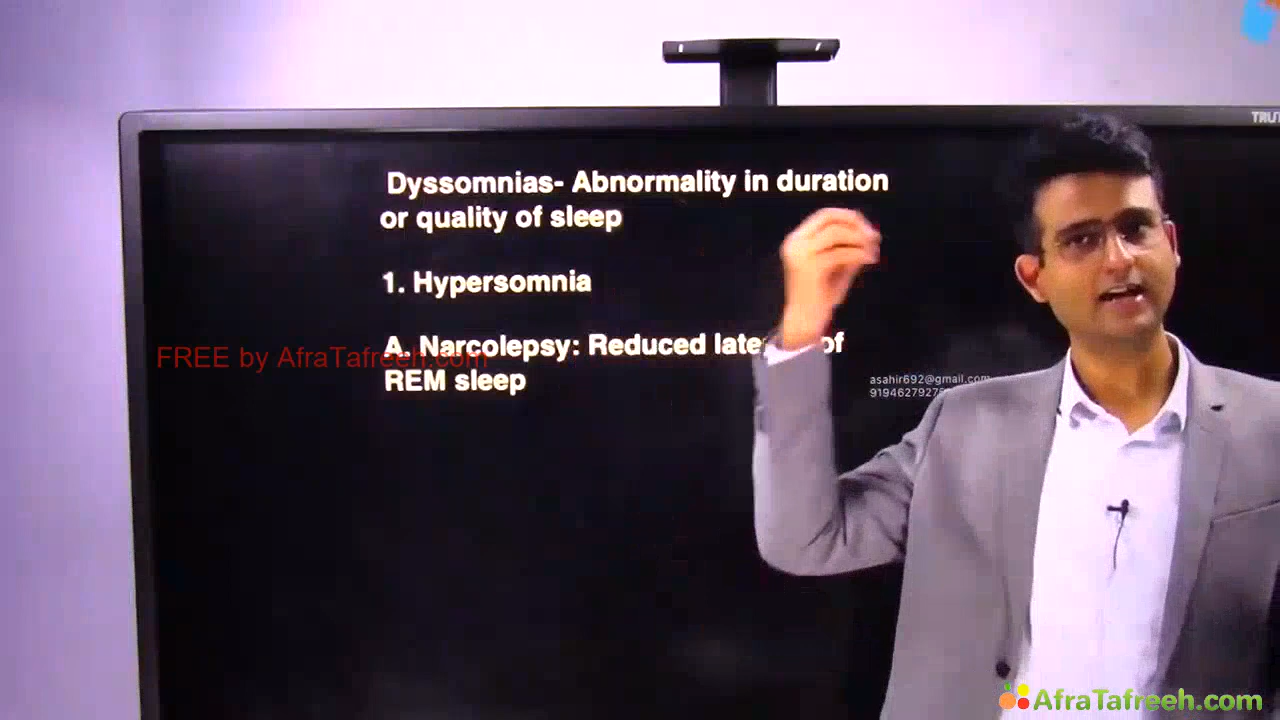 TRUT
Dyssomnias- Abnormality in duration
or quality of sleep
1. Hypersomnia
A. Narcolepsy: Reduced of
REM sleep
FREE by AfraTafreeh.com
asahir692@gmail.com
AfraTafreeh.com